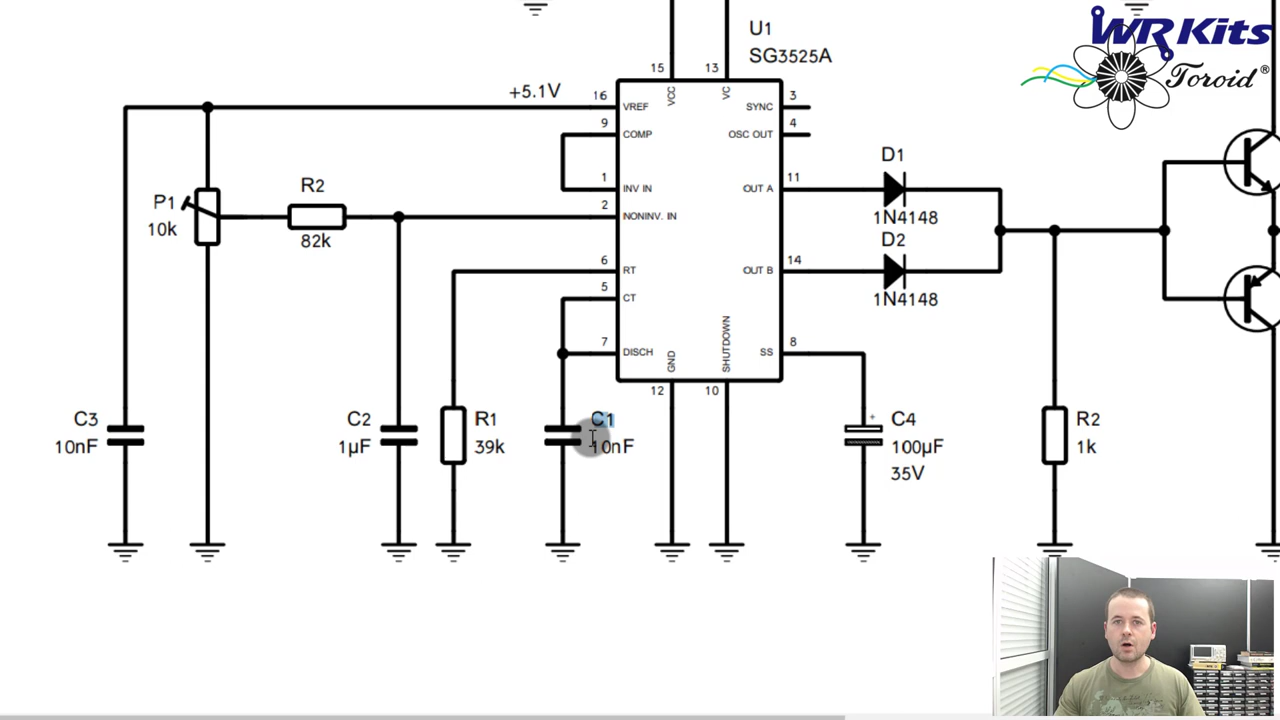 WR Kits
Toroid®
U1
SG3525A
15
13
+5.1V
16
VREF
VCC
VC
SYNC
3
9
COMP
OSC OUT
4
1
INV IN
OUT A
11
D1
1N4148
P1
10k
R2
82k
2
NONINV. IN
D2
1N4148
6
RT
OUT B
14
5
CT
7
DISCH
GND
SHUTDOWN
SS
8
12
10
C3
10nF
C2
1µF
R1
39k
C1
10nF
+
C4
100µF
35V
R2
1k